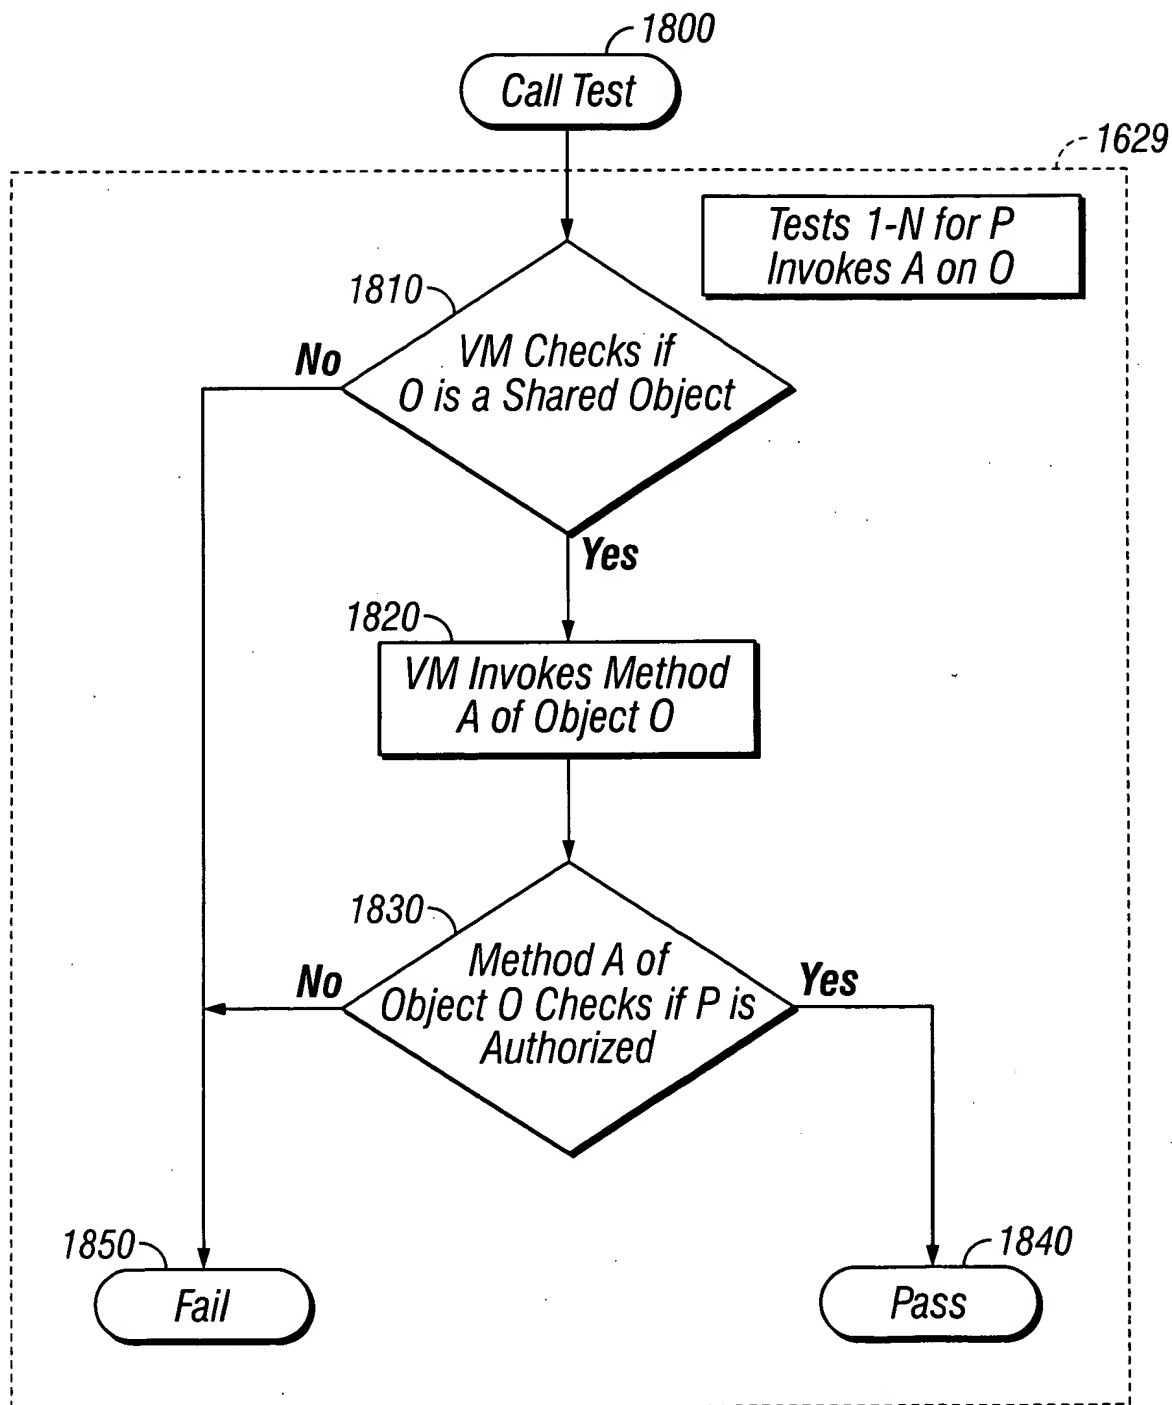 1800
Call Test
1629
Tests 1-N for P
Invokes A on O
1810
VM Checks if
O is a Shared Object
No
Yes
1820
VM Invokes Method
A of Object O
1830
Method A of
Object O Checks if P is
Authorized
No
Yes
1850
Fail
1840
Pass